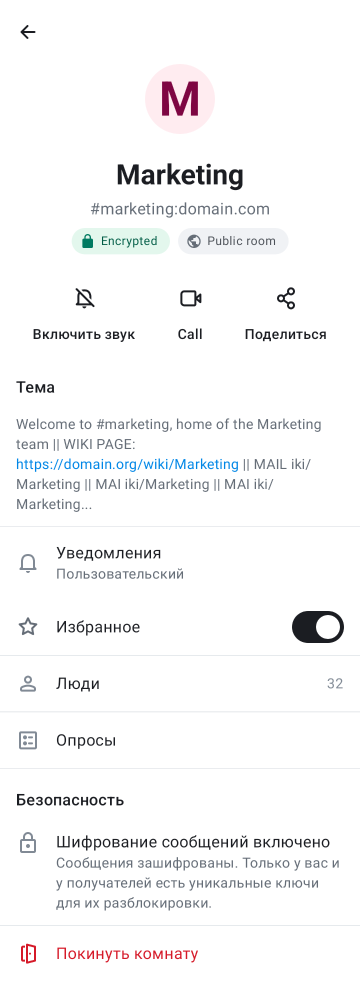 M
Marketing
#marketing:domain.com
Encrypted
Public room
Включить звук
Call
Поделиться
Тема
Welcome to #marketing, home of the Marketing
team || WIKI PAGE:
https://domain.org/wiki/Marketing || MAIL iki/
Marketing || MAI iki/Marketing || MAI iki/
Marketing...
Уведомления
Пользовательский
Избранное
Люди 32
Опросы
Безопасность
Шифрование сообщений включено
Сообщения зашифрованы. Только у вас и
у получателей есть уникальные ключи
для их разблокировки.
Покинуть комнату